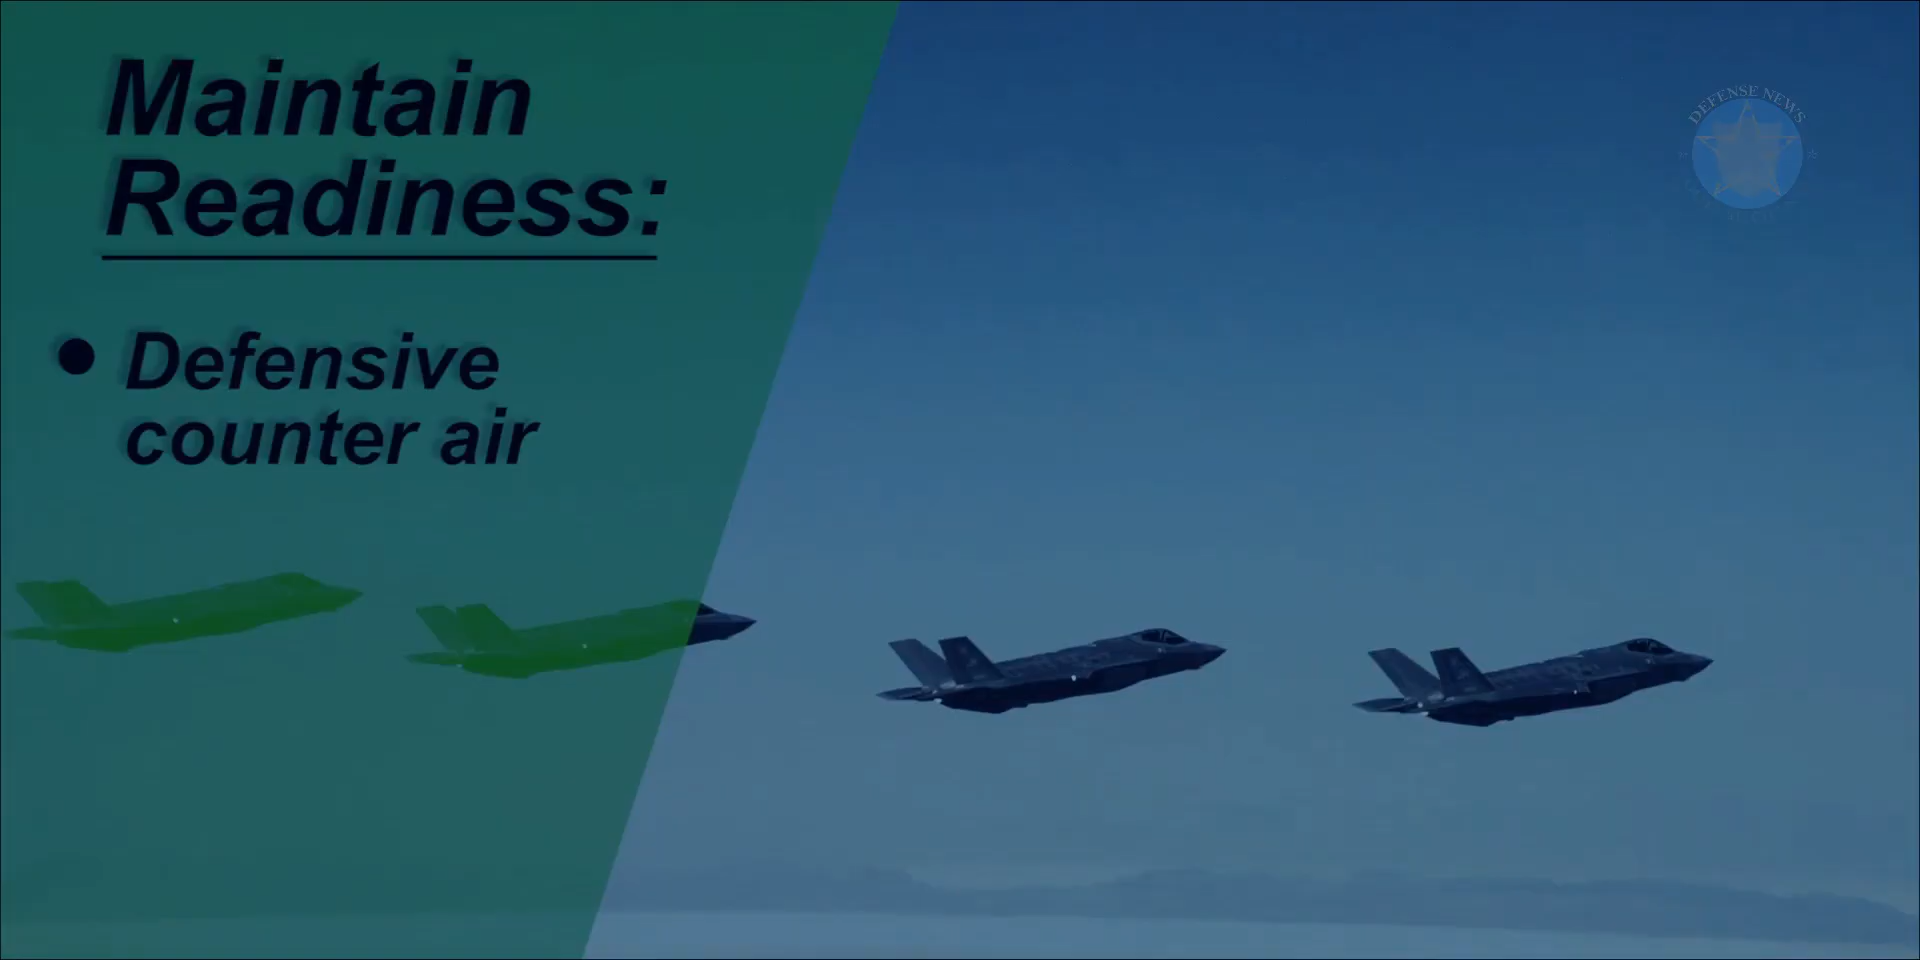 Maintain
Readiness:
• Defensive
counter air
DEFENSE NEWS